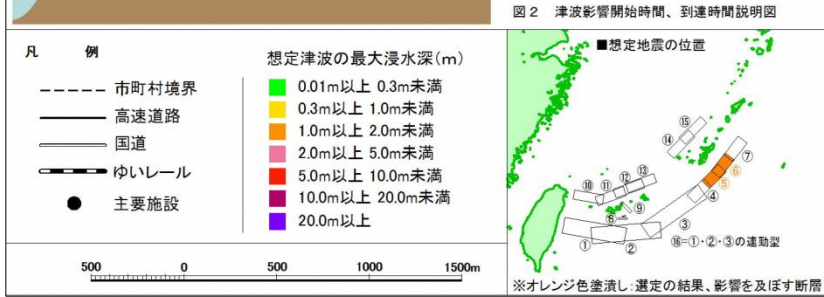 図2 津波影響開始時間、到達時間説明図
凡 例
市町村境界
高速道路
国道
ゆいレール
主要施設
想定津波の最大浸水深(m)
0.01m以上 0.3m未満
0.3m以上 1.0m未満
1.0m以上 2.0m未満
2.0m以上 5.0m未満
5.0m以上 10.0m未満
10.0m以上 20.0m未満
20.0m以上
500 0 500 1000 1500m
■想定地震の位置
⑮
⑭
⑦
⑥
⑤
④
⑬
⑫
⑪
⑩
⑨
⑧
③
①
②
⑯=①・②・③の連動型
※オレンジ色塗潰し:選定の結果、影響を及ぼす断層